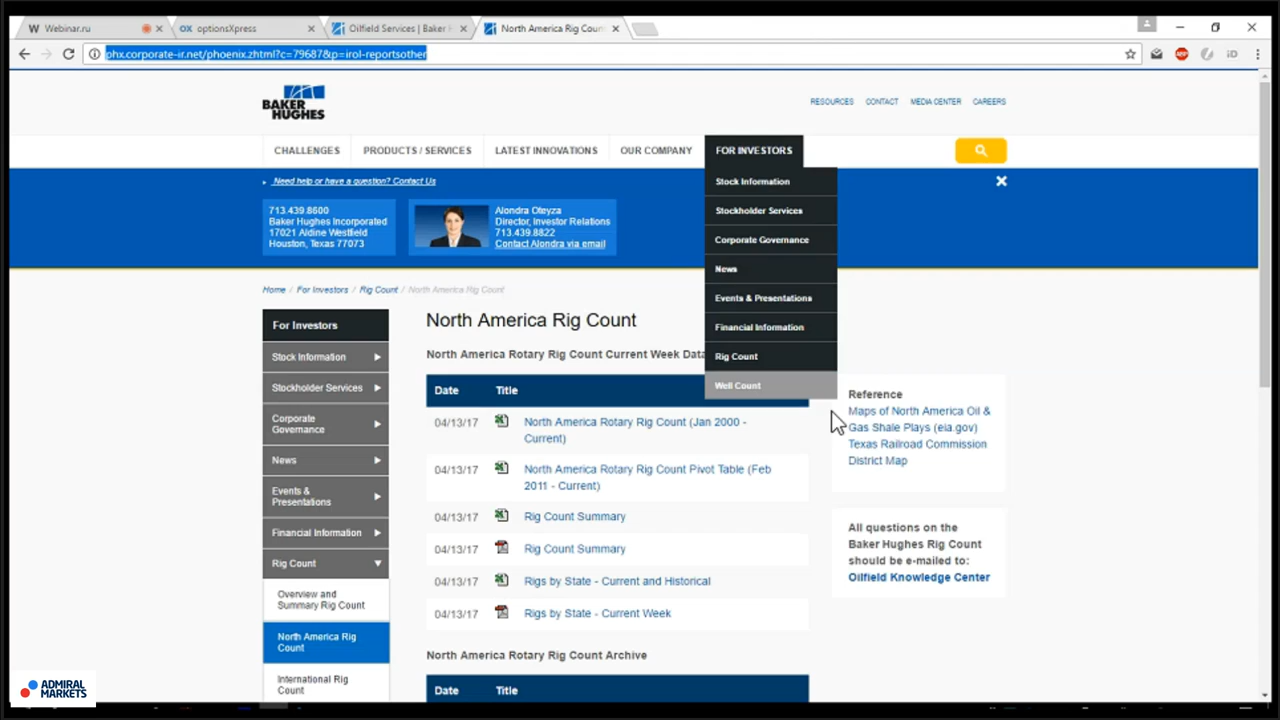 Webinar.ru
optionsXpress
Oilfield Services | Baker H
North America Rig Coun
phx.corporate-ir.net/phoenix.zhtml?c=79687&p=irol-reportsother
BAKER
HUGHES
RESOURCES
CONTACT
MEDIA CENTER
CAREERS
CHALLENGES
PRODUCTS / SERVICES
LATEST INNOVATIONS
OUR COMPANY
FOR INVESTORS
Stock Information
Stockholder Services
Corporate Governance
News
Events & Presentations
Financial Information
Rig Count
Well Count
Need help or have a question? Contact Us
713.439.8600
Baker Hughes Incorporated
17021 Aldine Westfield
Houston, Texas 77073
Alondra Oteyza
Director, Investor Relations
713.439.8822
Contact Alondra via email
Home / For Investors / Rig Count / North America Rig Count
For Investors
Stock Information
Stockholder Services
Corporate
Governance
News
Events &
Presentations
Financial Information
Rig Count
Overview and
Summary Rig Count
North America Rig
Count
International Rig
Count
North America Rig Count
North America Rotary Rig Count Current Week Data
Date Title
04/13/17 North America Rotary Rig Count (Jan 2000 -
Current)
04/13/17 North America Rotary Rig Count Pivot Table (Feb
2011 - Current)
04/13/17 Rig Count Summary
04/13/17 Rig Count Summary
04/13/17 Rigs by State - Current and Historical
04/13/17 Rigs by State - Current Week
North America Rotary Rig Count Archive
Date Title
Reference
Maps of North America Oil &
Gas Shale Plays (eia.gov)
Texas Railroad Commission
District Map
All questions on the
Baker Hughes Rig Count
should be e-mailed to:
Oilfield Knowledge Center
ADMIRAL
MARKETS